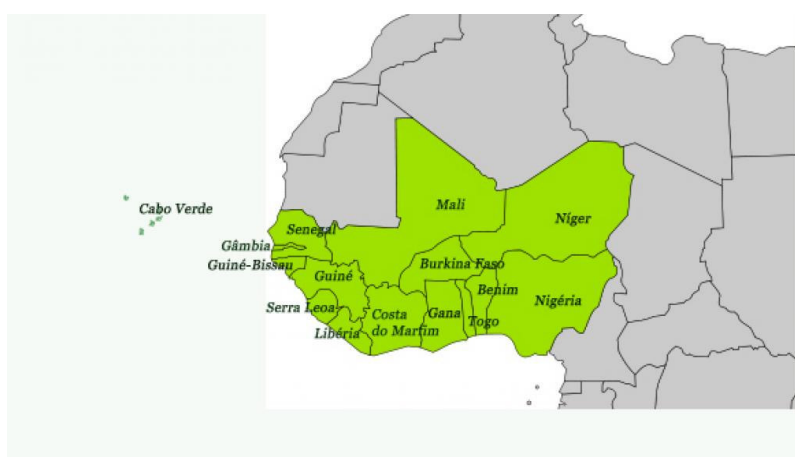 Cabo Verde
Mali
Níger
Senegal
Gâmbia
Guiné-Bissau
Burkina Faso
Guiné
Benim
Nigéria
Serra Leoa
Costa
do Marfim
Gana
Togo
Libéria